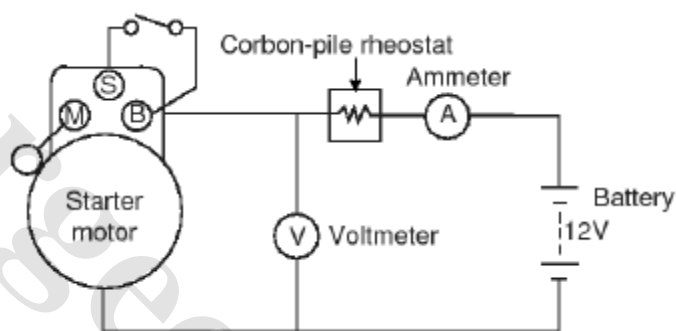 Corbon-pile rheostat
Ammeter
S
M
B
A
Starter
motor
V
Voltmeter
Battery
12V